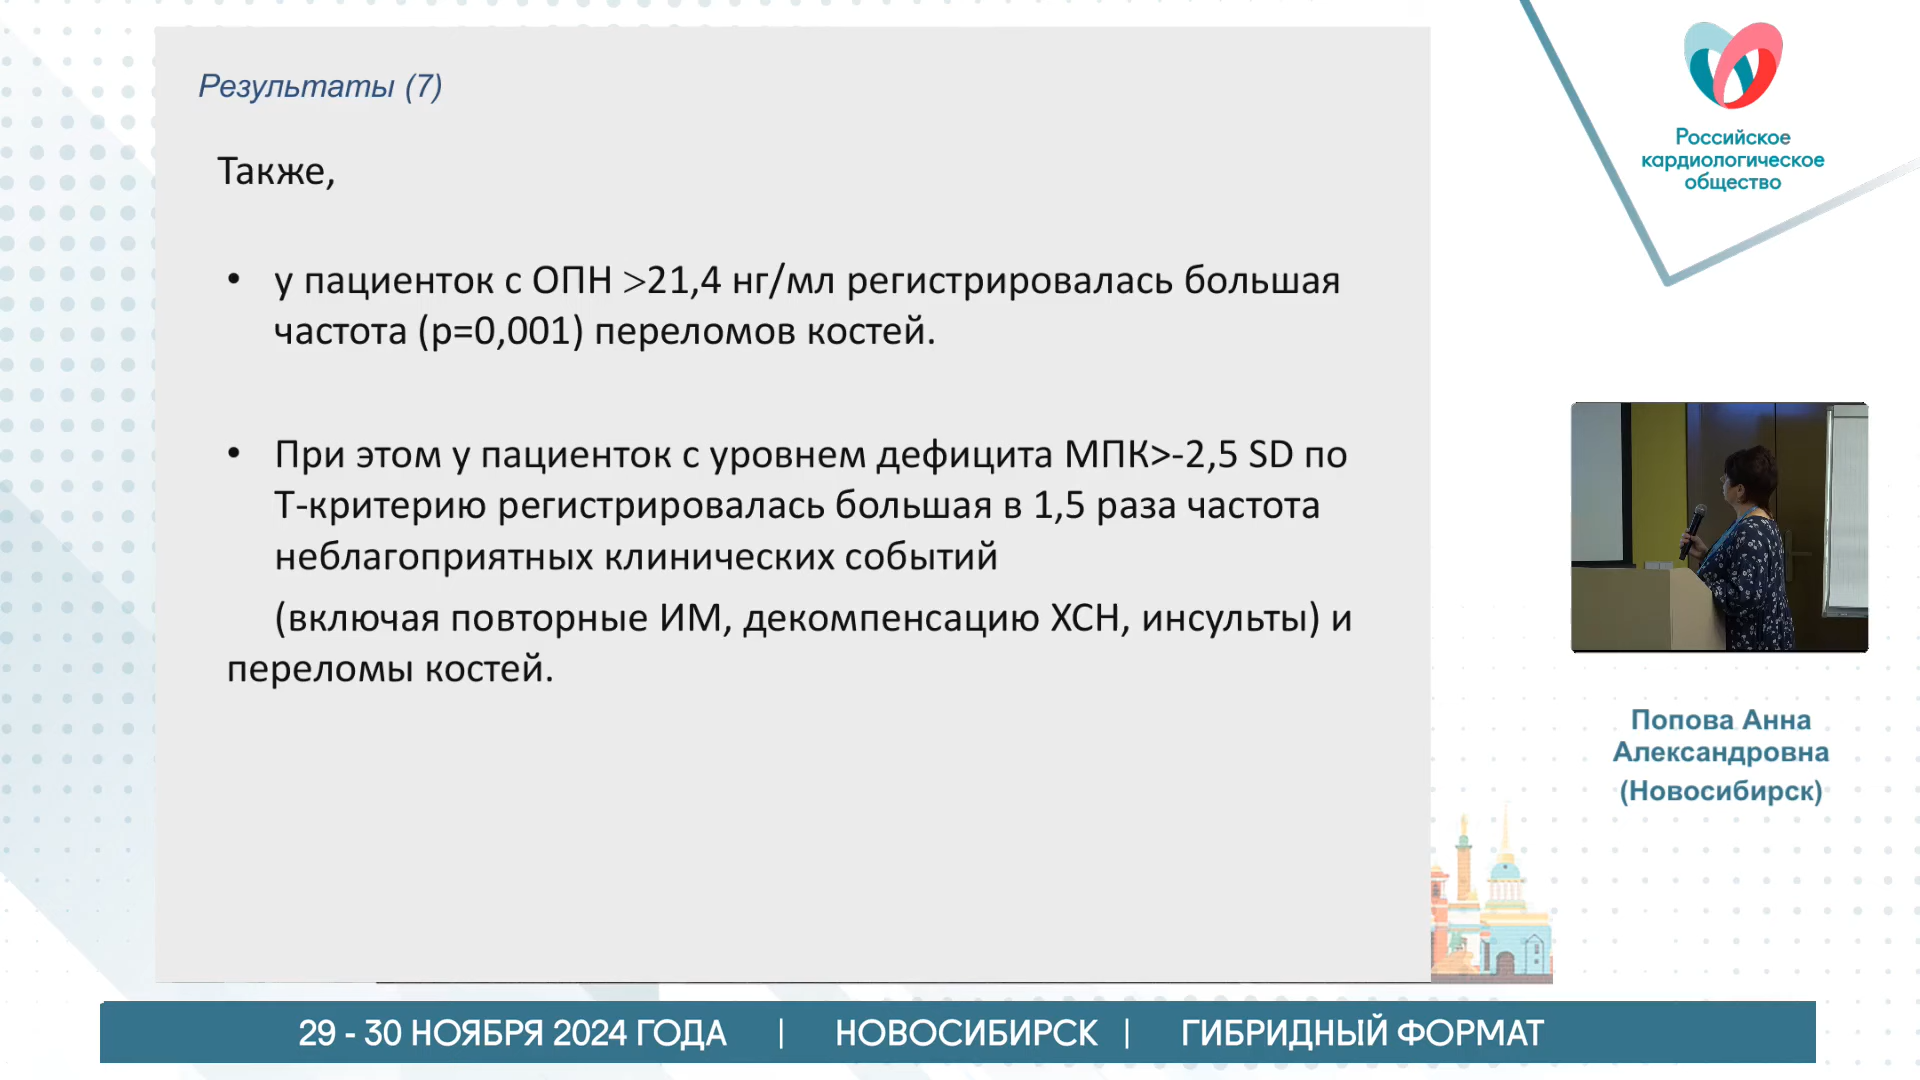 Результаты (7)
Также,
• у пациенток с ОПН >21,4 нг/мл регистрировалась большая
частота (р=0,001) переломов костей.
• При этом у пациенток с уровнем дефицита МПК>-2,5 SD по
Т-критерию регистрировалась большая в 1,5 раза частота
неблагоприятных клинических событий
(включая повторные ИМ, декомпенсацию ХСН, инсульты) и
переломы костей.
Российское
кардиологическое
общество
Попова Анна
Александровна
(Новосибирск)
29 - 30 НОЯБРЯ 2024 ГОДА | НОВОСИБИРСК | ГИБРИДНЫЙ ФОРМАТ